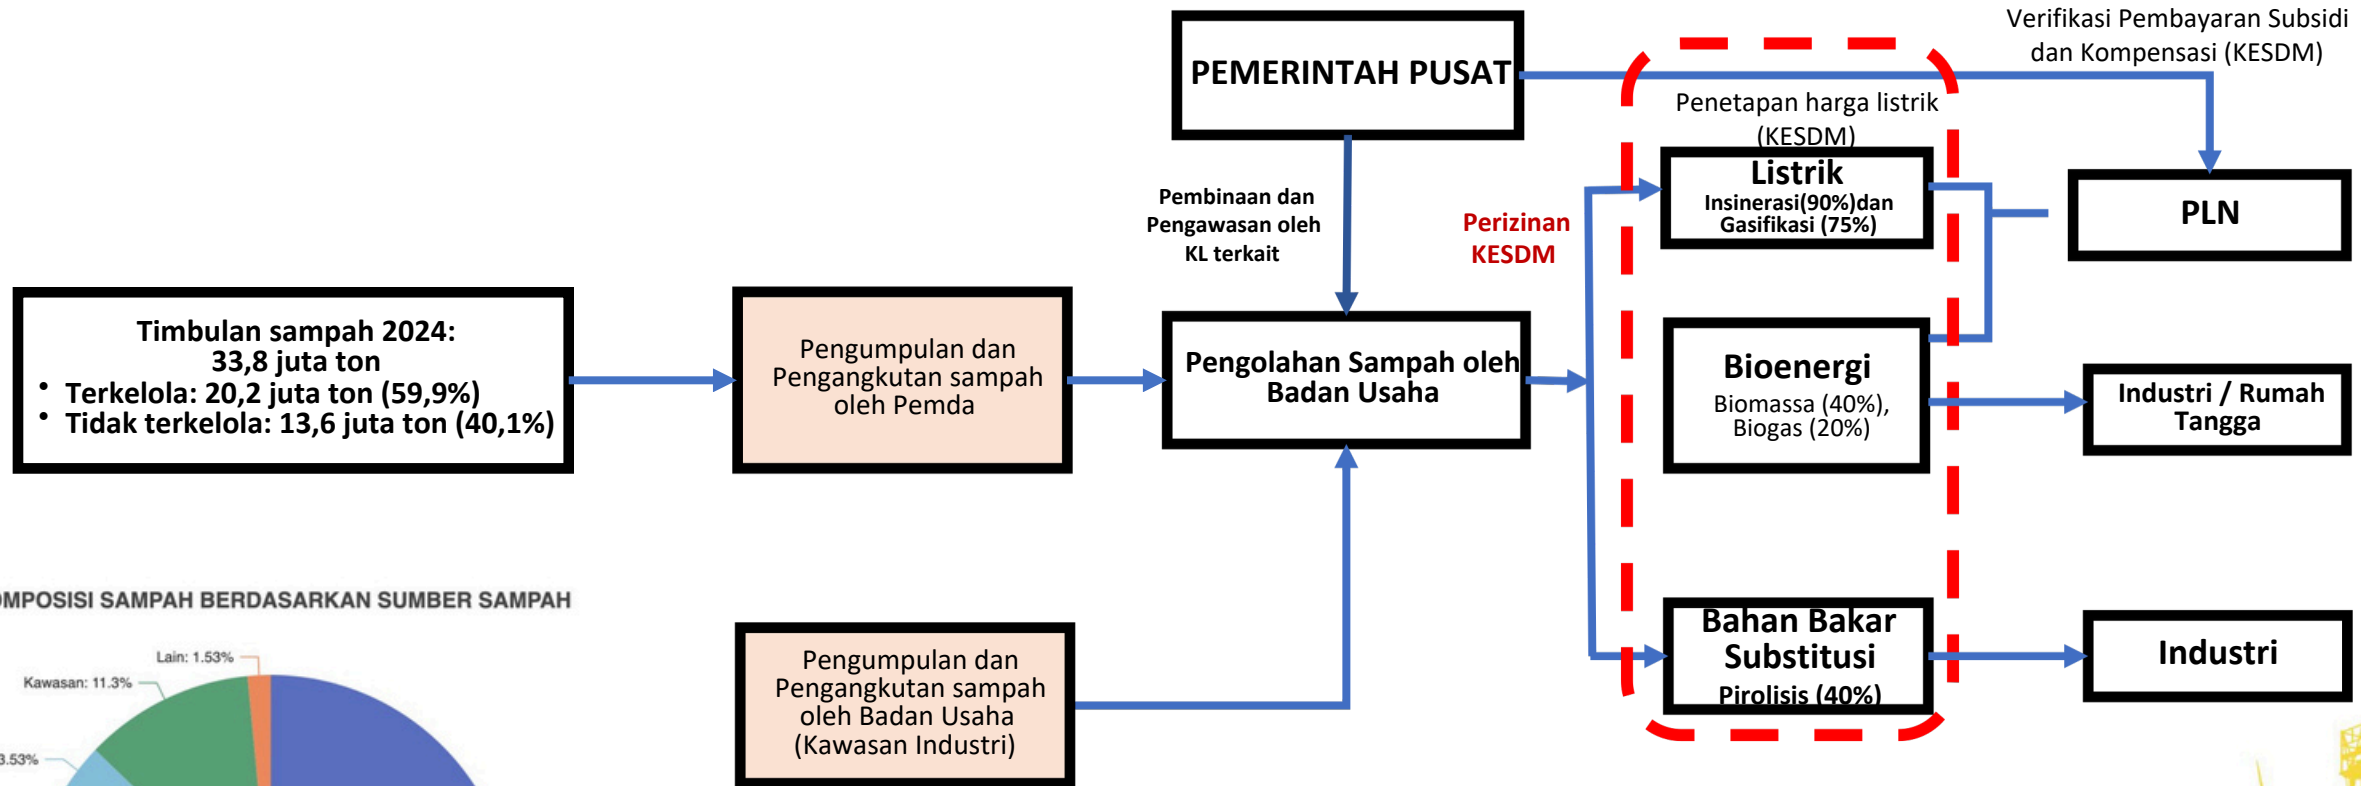 Verifikasi Pembayaran Subsidi
dan Kompensasi (KESDM)
PEMERINTAH PUSAT
Penetapan harga listrik
(KESDM)
Listrik
Insinerasi(90%)dan
Gasifikasi (75%)
PLN
Pembinaan dan
Pengawasan oleh
KL terkait
Perizinan
KESDM
Timbulan sampah 2024:
33,8 juta ton
• Terkelola: 20,2 juta ton (59,9%)
• Tidak terkelola: 13,6 juta ton (40,1%)
Pengumpulan dan
Pengangkutan sampah
oleh Pemda
Pengolahan Sampah oleh
Badan Usaha
Bioenergi
Biomassa (40%),
Biogas (20%)
Industri / Rumah
Tangga
OMPOSISI SAMPAH BERDASARKAN SUMBER SAMPAH
Lain: 1.53%
Kawasan: 11.3%
3.53%
Pengumpulan dan
Pengangkutan sampah
oleh Badan Usaha
(Kawasan Industri)
Bahan Bakar
Substitusi
Pirolisis (40%)
Industri